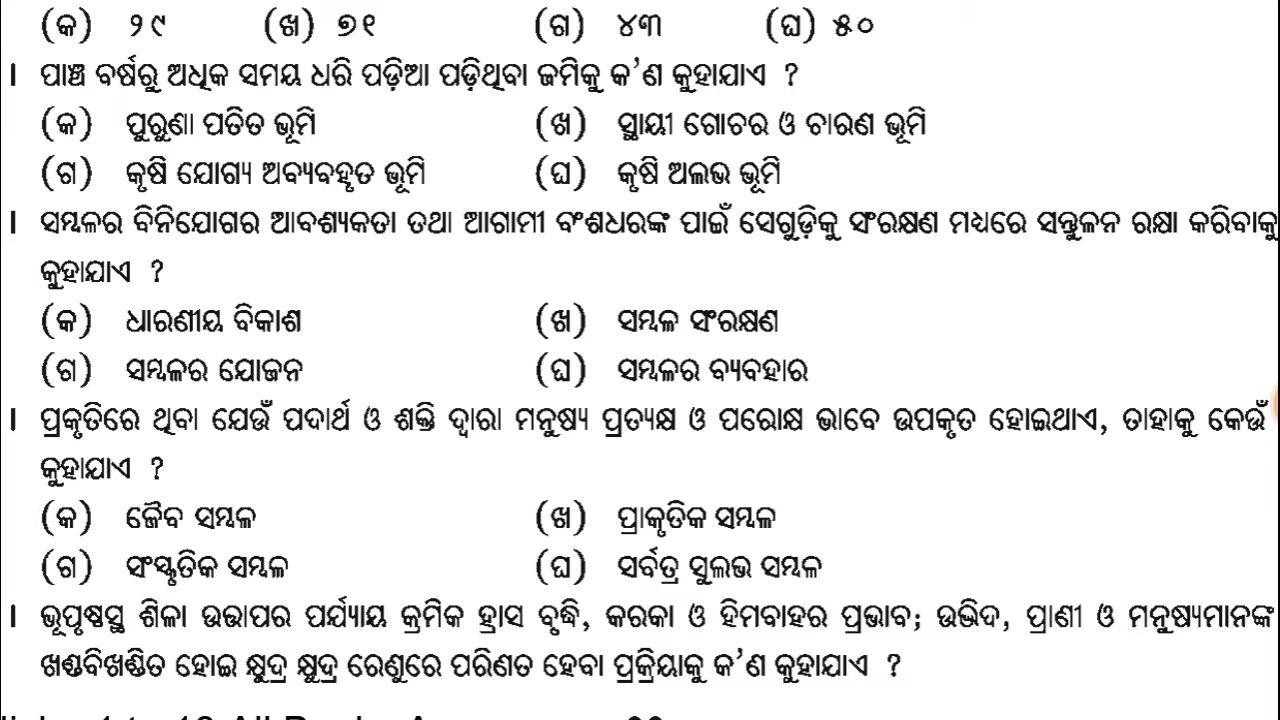 (କ) ୨୯ (ଖ) ୭୧ (ଗ) ୪୩ (ଘ) ୫୦
। ପାଞ୍ଚ ବର୍ଷରୁ ଅଧିକ ସମୟ ଧରି ପଡ଼ିଆ ପଡ଼ିଥିବା ଜମିକୁ କ’ଣ କୁହାଯାଏ ?
(କ) ପୁରୁଣା ପତିତ ଭୂମି (ଖ) ସ୍ଥାୟୀ ଗୋଚର ଓ ଚାରଣ ଭୂମି
(ଗ) କୃଷି ଯୋଗ୍ୟ ଅବ୍ୟବହୃତ ଭୂମି (ଘ) କୃଷି ଅଲଭ ଭୂମି
। ସମ୍ବଳର ବିନିଯୋଗର ଆବଶ୍ୟକତା ତଥା ଆଗାମୀ ବଂଶଧରଙ୍କ ପାଇଁ ସେଗୁଡ଼ିକୁ ସଂରକ୍ଷଣ ମଧ୍ୟରେ ସନ୍ତୁଳନ ରକ୍ଷା କରିବାକୁ
କୁହାଯାଏ ?
(କ) ଧାରଣୀୟ ବିକାଶ (ଖ) ସମ୍ବଳ ସଂରକ୍ଷଣ
(ଗ) ସମ୍ବଳର ଯୋଜନ (ଘ) ସମ୍ବଳର ବ୍ୟବହାର
। ପ୍ରକୃତିରେ ଥିବା ଯେଉଁ ପଦାର୍ଥ ଓ ଶକ୍ତି ଦ୍ୱାରା ମନୁଷ୍ୟ ପ୍ରତ୍ୟକ୍ଷ ଓ ପରୋକ୍ଷ ଭାବେ ଉପକୃତ ହୋଇଥାଏ, ତାହାକୁ କେଉଁ
କୁହାଯାଏ ?
(କ) ଜୈବ ସମ୍ବଳ (ଖ) ପ୍ରାକୃତିକ ସମ୍ବଳ
(ଗ) ସଂସ୍କୃତିକ ସମ୍ବଳ (ଘ) ସର୍ବତ୍ର ସୁଲଭ ସମ୍ବଳ
। ଭୂପୃଷ୍ଠସ୍ଥ ଶିଳା ଉତ୍ତାପର ପର୍ଯ୍ୟାୟ କ୍ରମିକ ହ୍ରାସ ବୃଦ୍ଧି, କରକା ଓ ହିମବାହର ପ୍ରଭାବ; ଉଦ୍ଭିଦ, ପ୍ରାଣୀ ଓ ମନୁଷ୍ୟମାନଙ୍କ
ଖଣ୍ଡବିଖଣ୍ଡିତ ହୋଇ କ୍ଷୁଦ୍ର କ୍ଷୁଦ୍ର ରେଣୁରେ ପରିଣତ ହେବା ପ୍ରକ୍ରିୟାକୁ କ’ଣ କୁହାଯାଏ ?